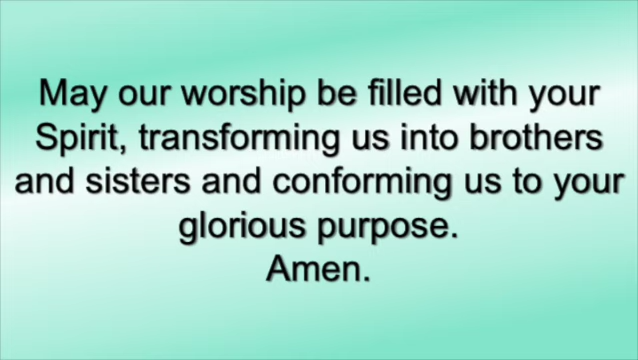 May our worship be filled with your
Spirit, transforming us into brothers
and sisters and conforming us to your
glorious purpose.
Amen.